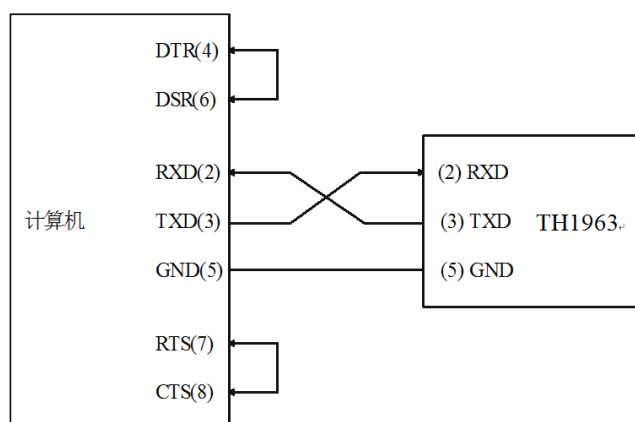 DTR(4)
DSR(6)
RXD(2)
(2) RXD
计算机
TXD(3)
(3) TXD
TH1963
GND(5)
(5) GND
RTS(7)
CTS(8)